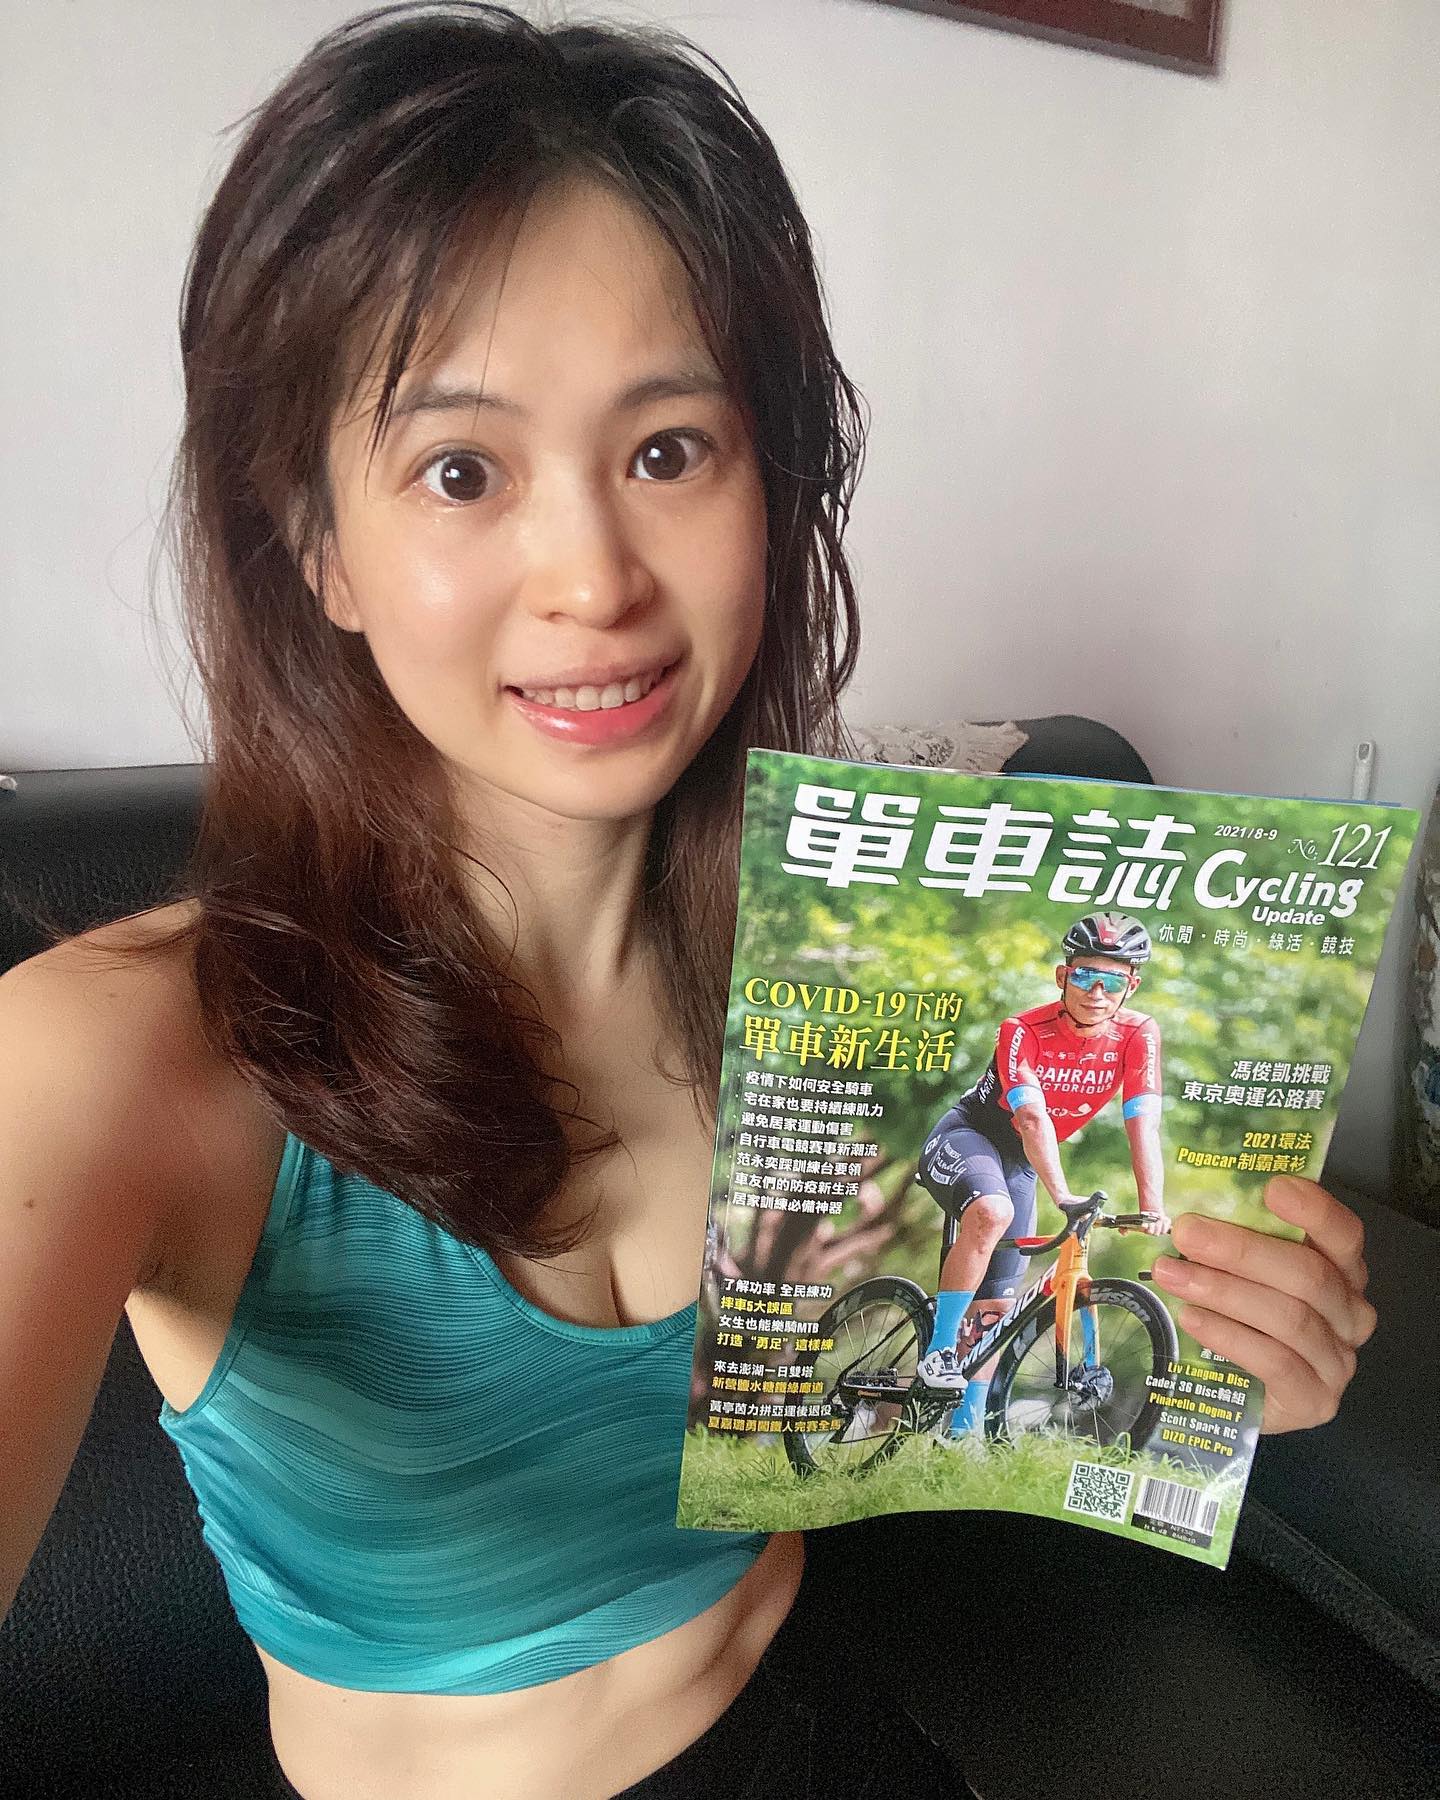 單車誌
2021/8-9 No. 121
Cycling
Update
休閒・時尚・綠活・競技
COVID-19下的
單車新生活
· 疫情下如何安全騎車
· 宅在家也要持續練肌力
· 避免居家運動傷害
· 自行車電競賽事新潮流
· 范永奕踩訓練台要領
· 車友們的防疫新生活
· 居家訓練必備神器
馮俊凱挑戰
東京奧運公路賽
2021環法
Pogacar制霸黃衫
MERIDA
BAHRAIN
VICTORIOUS
MERIDA
了解功率 全民練功
摔車5大誤區
女生也能樂騎MTB
打造“勇足”這樣練
來去澎湖一日雙塔
新營鹽水糖鐵綠廊道
黃亭茵力拼亞運後退役
夏嘉璐勇闖鐵人完賽全馬
MERIDA
Vision
產品
Liv Langma Disc
Cadex 36 Disc輪組
Pinarello Dogma F
Scott Spark RC
DIZO EPIC Pro